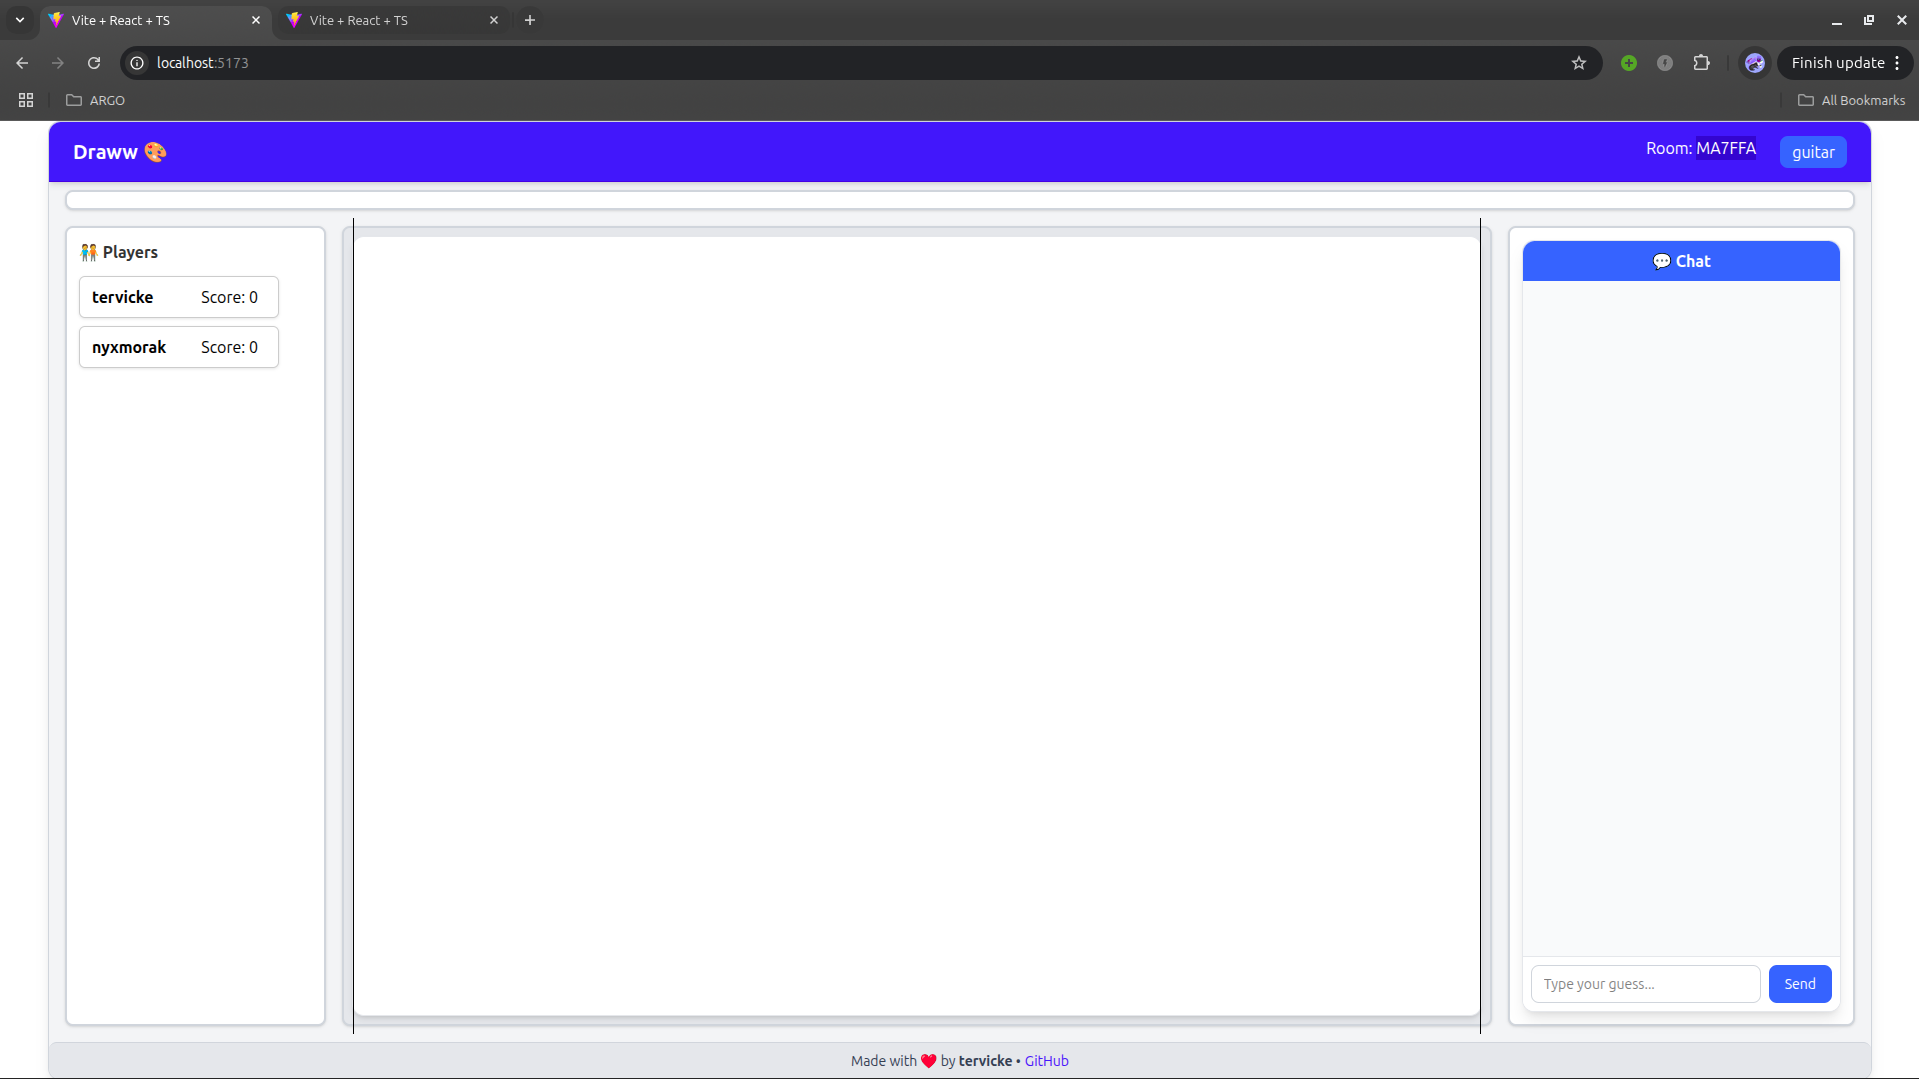 Vite + React + TS
Vite + React + TS
localhost:5173
Finish update
ARGO
All Bookmarks
Draww 🎨
Room: MA7FFA
guitar
🧑‍🤝‍🧑 Players
tervicke Score: 0
nyxmorak Score: 0
💬 Chat
Type your guess...
Send
Made with ❤️ by tervicke • GitHub